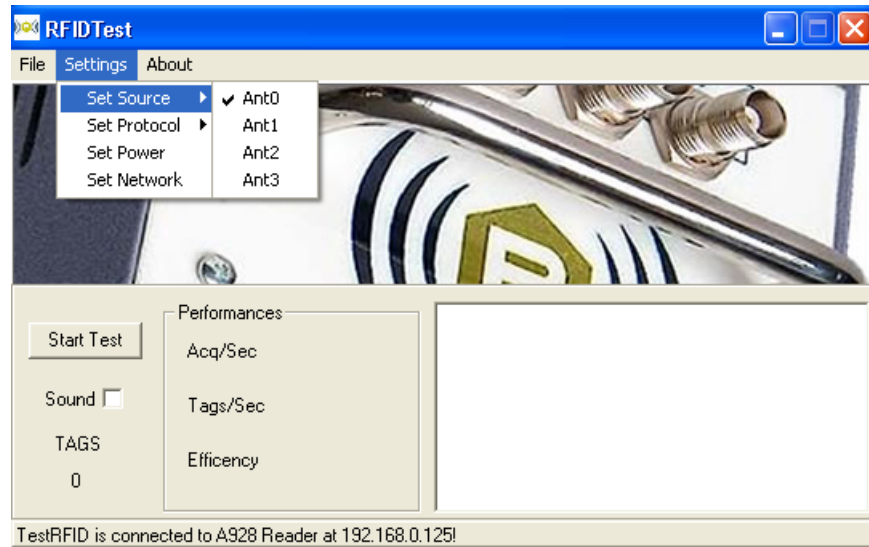 RFIDTest
File Settings About
Set Source Ant0
Set Protocol Ant1
Set Power Ant2
Set Network Ant3
Performances
Start Test
Acq/Sec
Sound
Tags/Sec
TAGS
Efficency
0
TestRFID is connected to A928 Reader at 192.168.0.125!